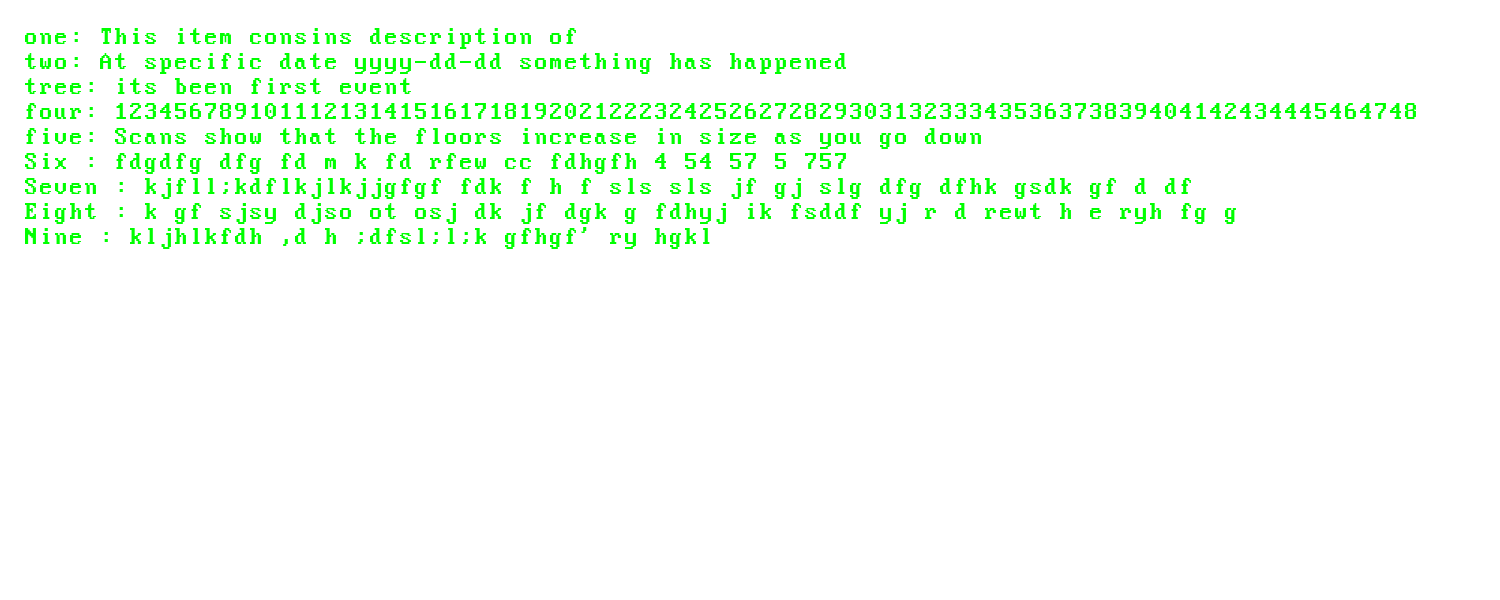 one: This item consins description of
two: At specific date yyyy-dd-dd something has happened
tree: its been first event
four: 123456789101112131415161718192021222324252627282930313233343536373839404142434445464748
five: Scans show that the floors increase in size as you go down
Six : fdgdfg dfg fd m k fd rfew cc fdhgfh 4 54 57 5 757
Seven : kjfll;kdflkjlkjjgfgf fdk f h f sls sls jf gj slg dfg dfhk gsdk gf d df
Eight : k gf sjsy djso ot osj dk jf dgk g fdhyj ik fsddf yj r d rewt h e ryh fg g
Nine : kljhlkfdh ,d h ;dfsl;l;k gfhgf' ry hgkl